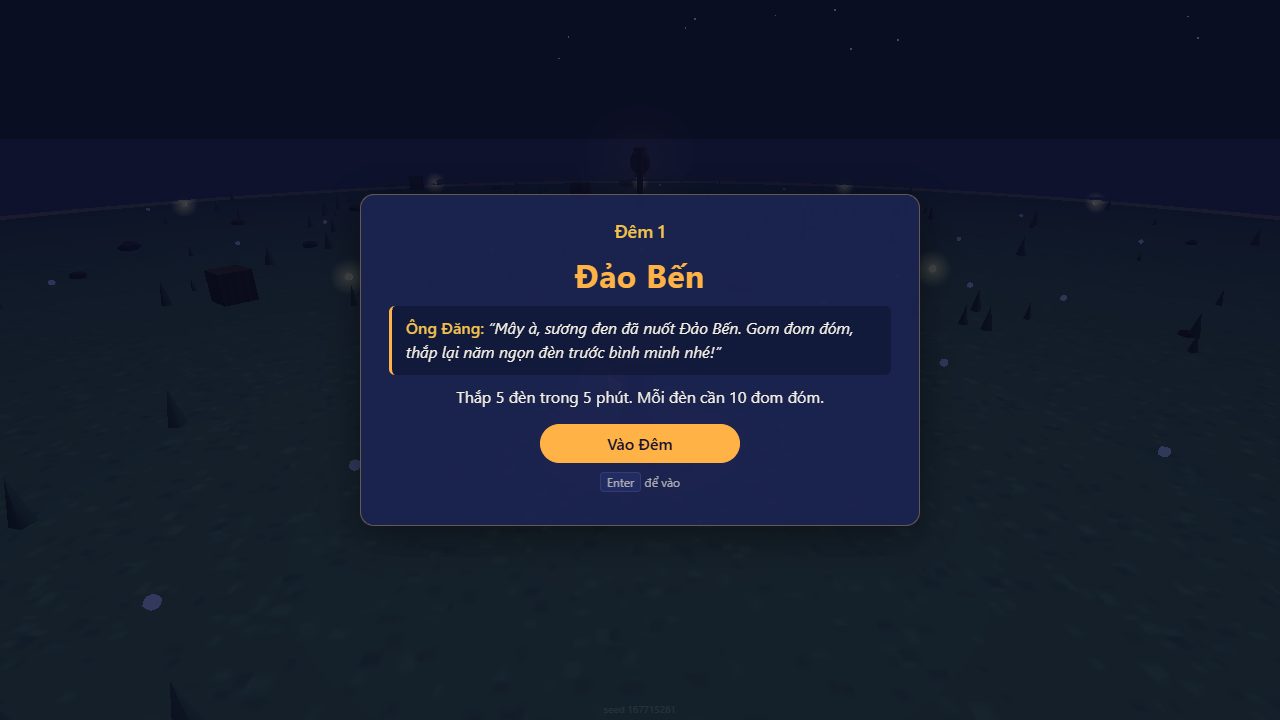 Đêm 1
Đảo Bến
Ông Đăng: “Mây à, sương đen đã nuốt Đảo Bến. Gom đom đóm,
thắp lại năm ngọn đèn trước bình minh nhé!”
Thắp 5 đèn trong 5 phút. Mỗi đèn cần 10 đom đóm.
Vào Đêm
Enter để vào
seed 167715281